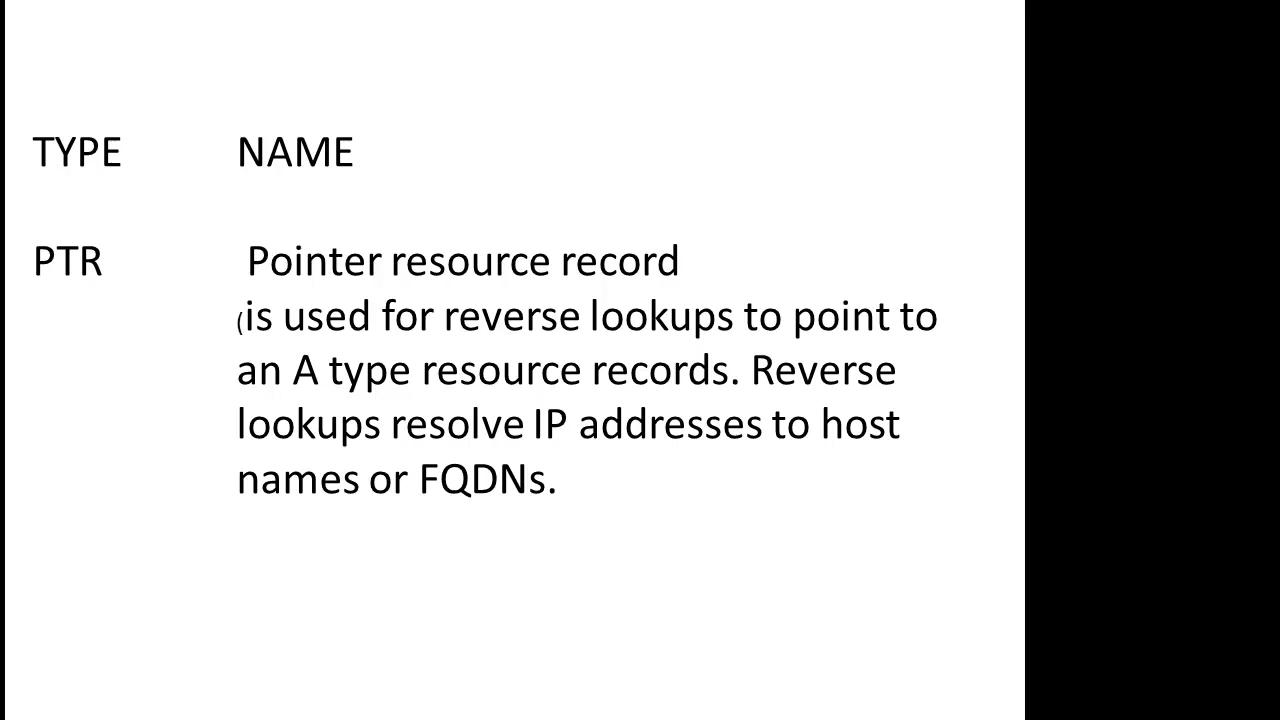 TYPE NAME
PTR Pointer resource record
(is used for reverse lookups to point to
an A type resource records. Reverse
lookups resolve IP addresses to host
names or FQDNs.